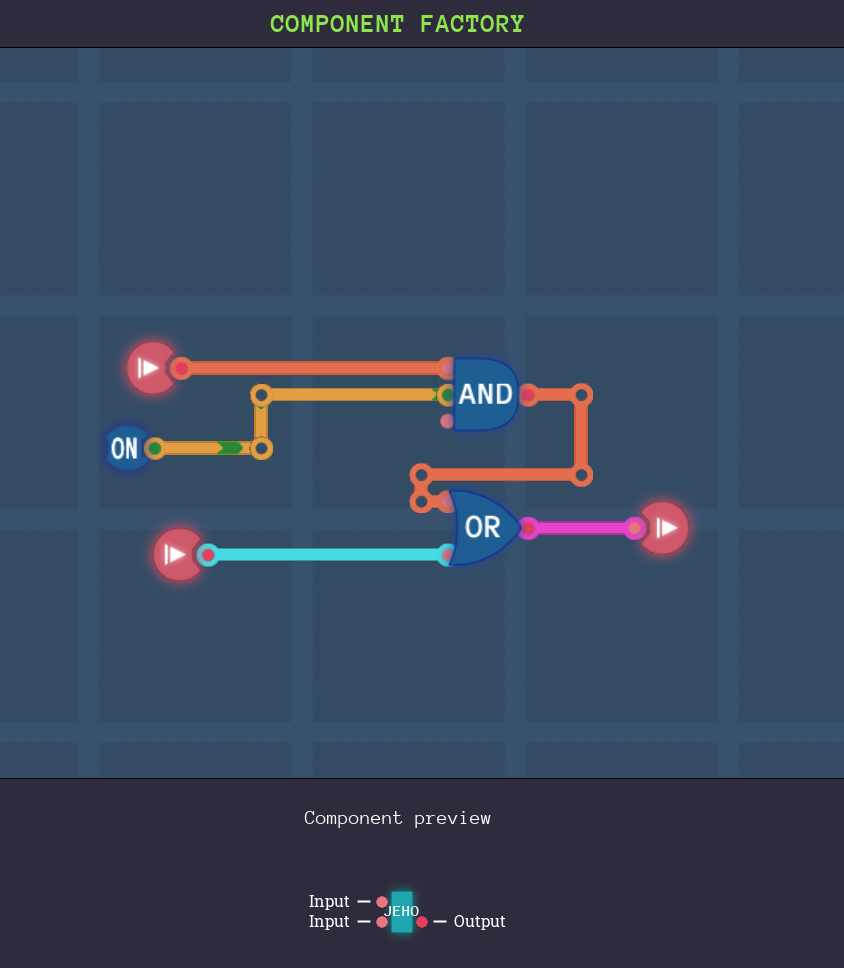 COMPONENT FACTORY
AND
ON
OR
Component preview
Input
JEHO
Input
Output